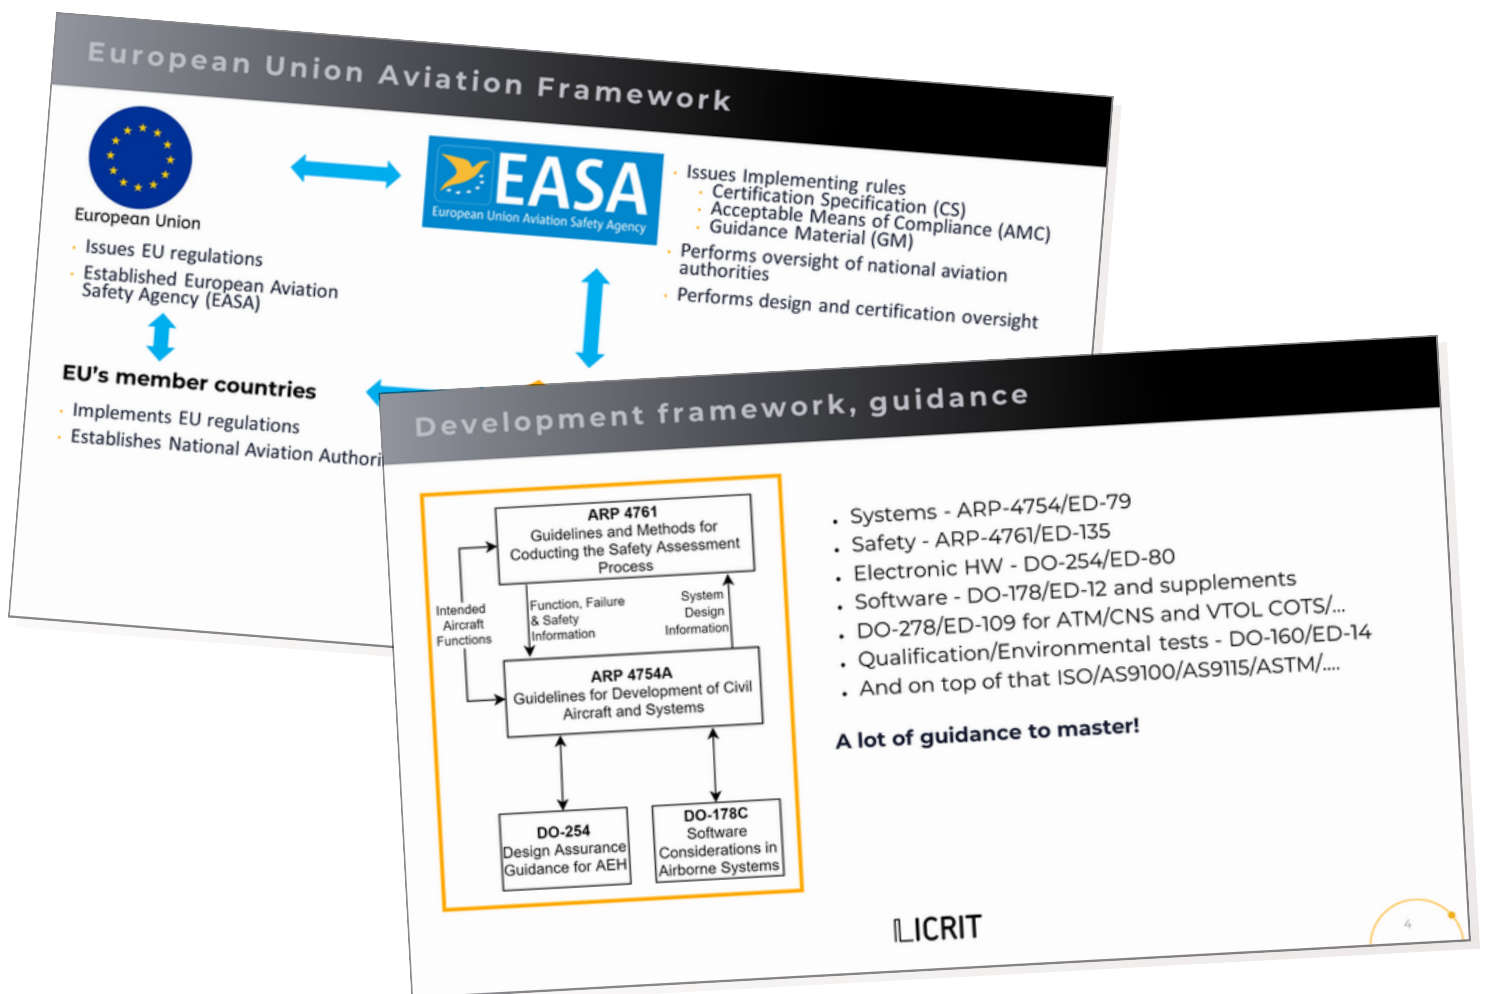 European Union Aviation Framework
European Union
Issues EU regulations
Established European Aviation
Safety Agency (EASA)
EU's member countries
Implements EU regulations
Establishes National Aviation
EASA
European Union Aviation Safety Agency
Issues Implementing rules
Certification Specification (CS)
Acceptable Means of Compliance (AMC)
Guidance Material (GM)
Performs oversight of national aviation
authorities
Performs design and certification oversight
Development framework, guidance
ARP 4761
Guidelines and Methods for
Coducting the Safety Assessment
Process
Intended
Aircraft
Functions
Function, Failure
& Safety
Information
System
Design
Information
ARP 4754A
Guidelines for Development of Civil
Aircraft and Systems
DO-254
Design Assurance
Guidance for AEH
DO-178C
Software
Considerations in
Airborne Systems
• Systems - ARP-4754/ED-79
• Safety - ARP-4761/ED-135
• Electronic HW - DO-254/ED-80
• Software - DO-178/ED-12 and supplements
• DO-278/ED-109 for ATM/CNS and VTOL COTS/...
• Qualification/Environmental tests - DO-160/ED-14
• And on top of that ISO/AS9100/AS9115/ASTM/....
A lot of guidance to master!
LICRIT
4